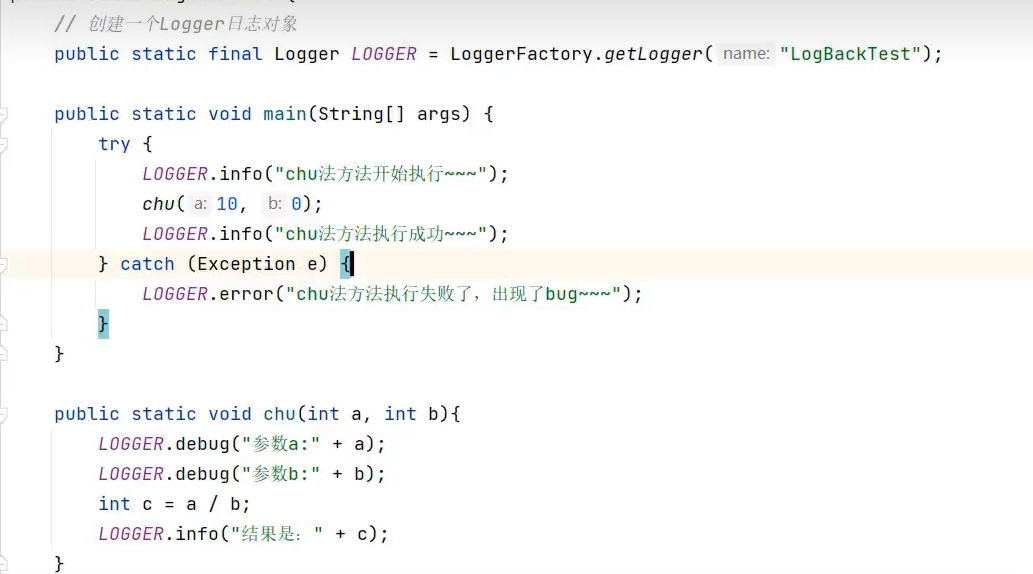 // 创建一个Logger日志对象
public static final Logger LOGGER = LoggerFactory.getLogger( name: "LogBackTest");
public static void main(String[] args) {
try {
LOGGER.info("chu法方法开始执行~~~");
chu( a: 10, b: 0);
LOGGER.info("chu法方法执行成功~~~");
} catch (Exception e) {
LOGGER.error("chu法方法执行失败了，出现了bug~~~");
}
}
public static void chu(int a, int b){
LOGGER.debug("参数a:" + a);
LOGGER.debug("参数b:" + b);
int c = a / b;
LOGGER.info("结果是：" + c);
}